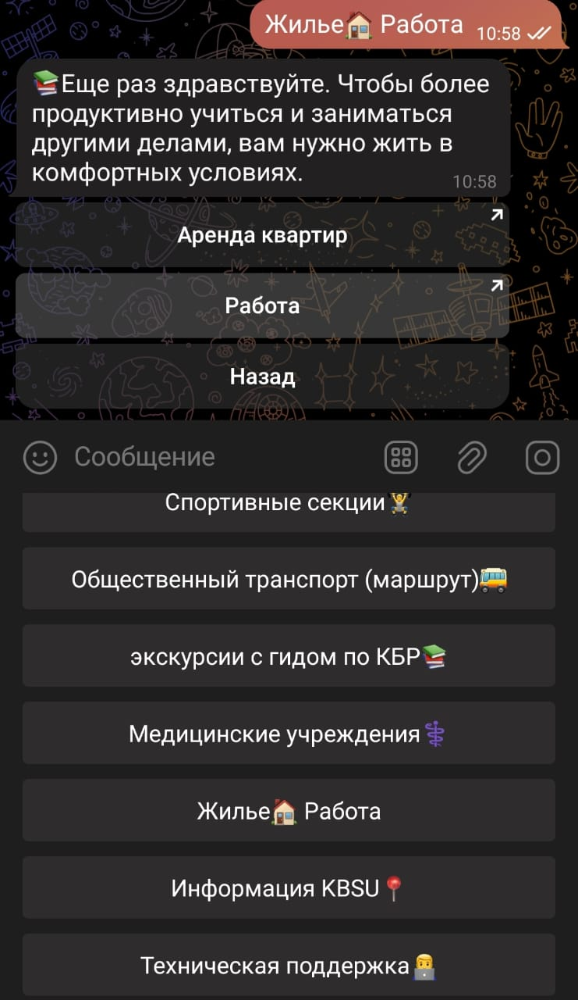 Жилье🏠 Работа 10:58
📚Еще раз здравствуйте. Чтобы более
продуктивно учиться и заниматься
другими делами, вам нужно жить в
комфортных условиях. 10:58
Аренда квартир
Работа
Назад
Сообщение
Спортивные секции🏋️
Общественный транспорт (маршрут)🚌
экскурсии с гидом по КБР📚
Медицинские учреждения⚕️
Жилье🏠 Работа
Информация KBSU📍
Техническая поддержка👨‍💻